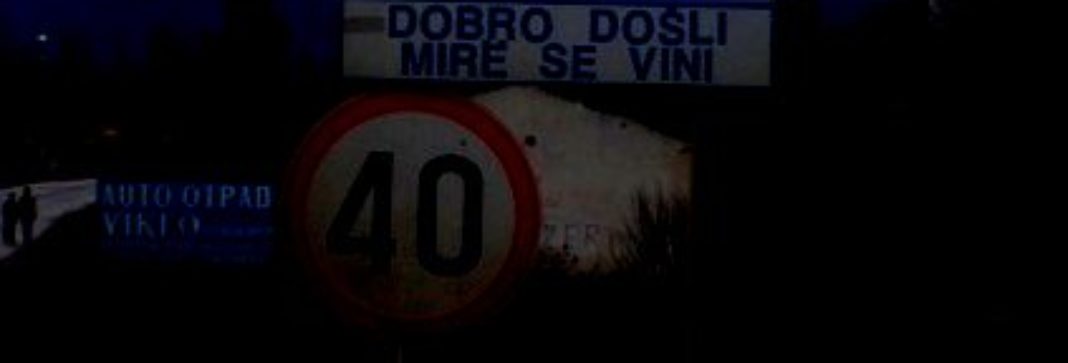 DOBRO DOŠLI
MIRË SE VINI
40
AUTO OTPAD